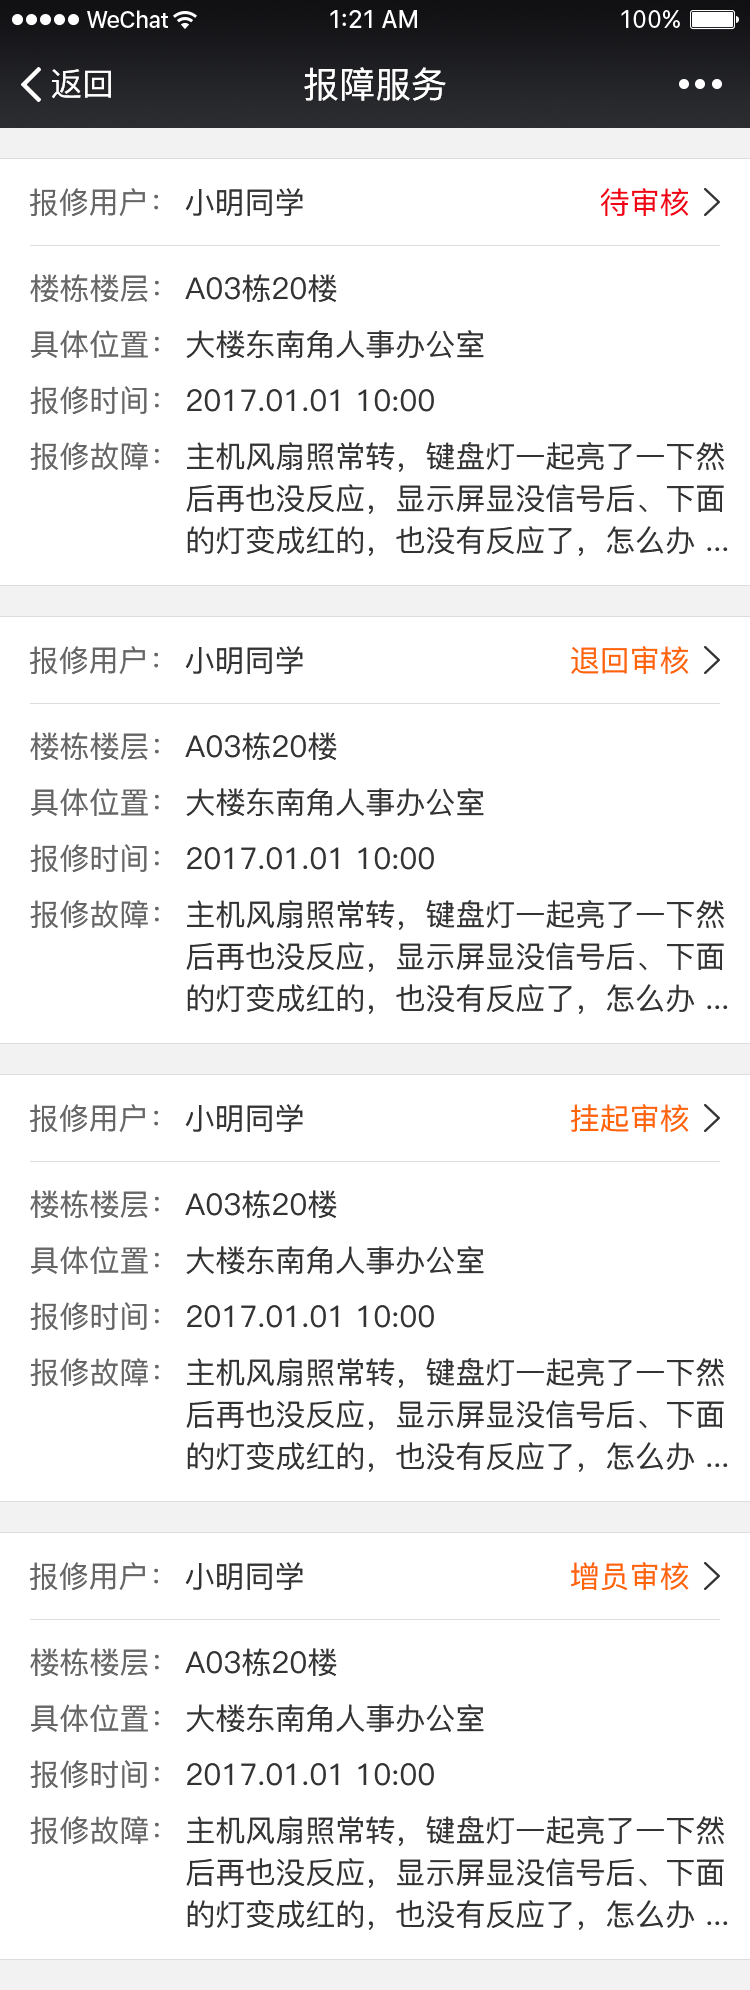 WeChat 1:21 AM 100%
返回 报障服务
报修用户： 小明同学 待审核
楼栋楼层： A03栋20楼
具体位置： 大楼东南角人事办公室
报修时间： 2017.01.01 10:00
报修故障： 主机风扇照常转，键盘灯一起亮了一下然
后再也没反应，显示屏显没信号后、下面
的灯变成红的，也没有反应了，怎么办 ...
报修用户： 小明同学 退回审核
楼栋楼层： A03栋20楼
具体位置： 大楼东南角人事办公室
报修时间： 2017.01.01 10:00
报修故障： 主机风扇照常转，键盘灯一起亮了一下然
后再也没反应，显示屏显没信号后、下面
的灯变成红的，也没有反应了，怎么办 ...
报修用户： 小明同学 挂起审核
楼栋楼层： A03栋20楼
具体位置： 大楼东南角人事办公室
报修时间： 2017.01.01 10:00
报修故障： 主机风扇照常转，键盘灯一起亮了一下然
后再也没反应，显示屏显没信号后、下面
的灯变成红的，也没有反应了，怎么办 ...
报修用户： 小明同学 增员审核
楼栋楼层： A03栋20楼
具体位置： 大楼东南角人事办公室
报修时间： 2017.01.01 10:00
报修故障： 主机风扇照常转，键盘灯一起亮了一下然
后再也没反应，显示屏显没信号后、下面
的灯变成红的，也没有反应了，怎么办 ...